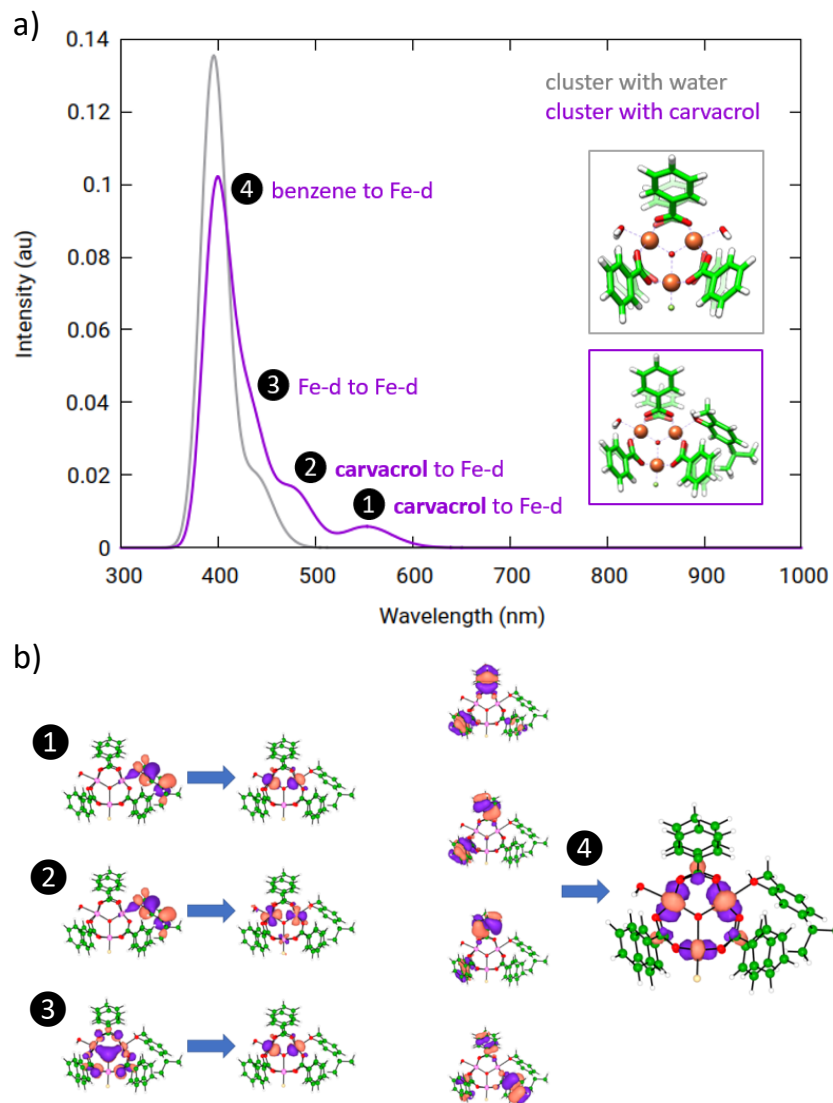 a)
0.14
0.12
0.1
0.08
0.06
0.04
0.02
0
300
400
500
600
700
800
900
1000
Intensity (au)
Wavelength (nm)
cluster with water
cluster with carvacrol
4 benzene to Fe-d
3 Fe-d to Fe-d
2 carvacrol to Fe-d
1 carvacrol to Fe-d
b)
1
2
3
4